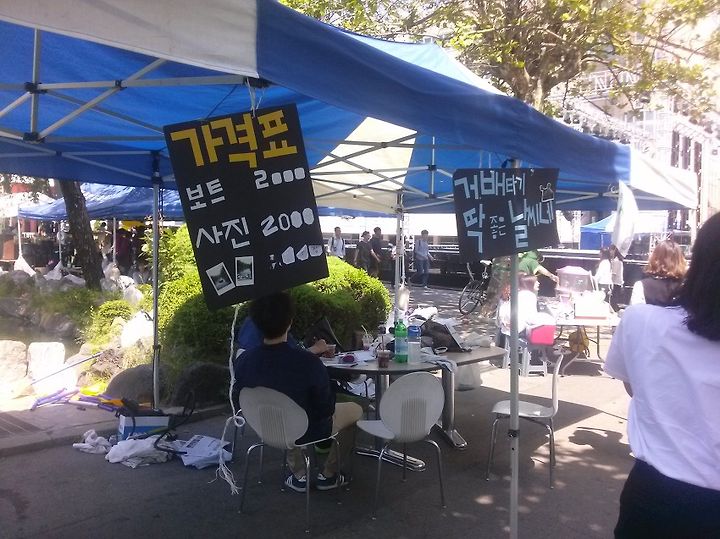 가격표
보트 2000
사진 2000
거북타기
딱 좋은 날씨네